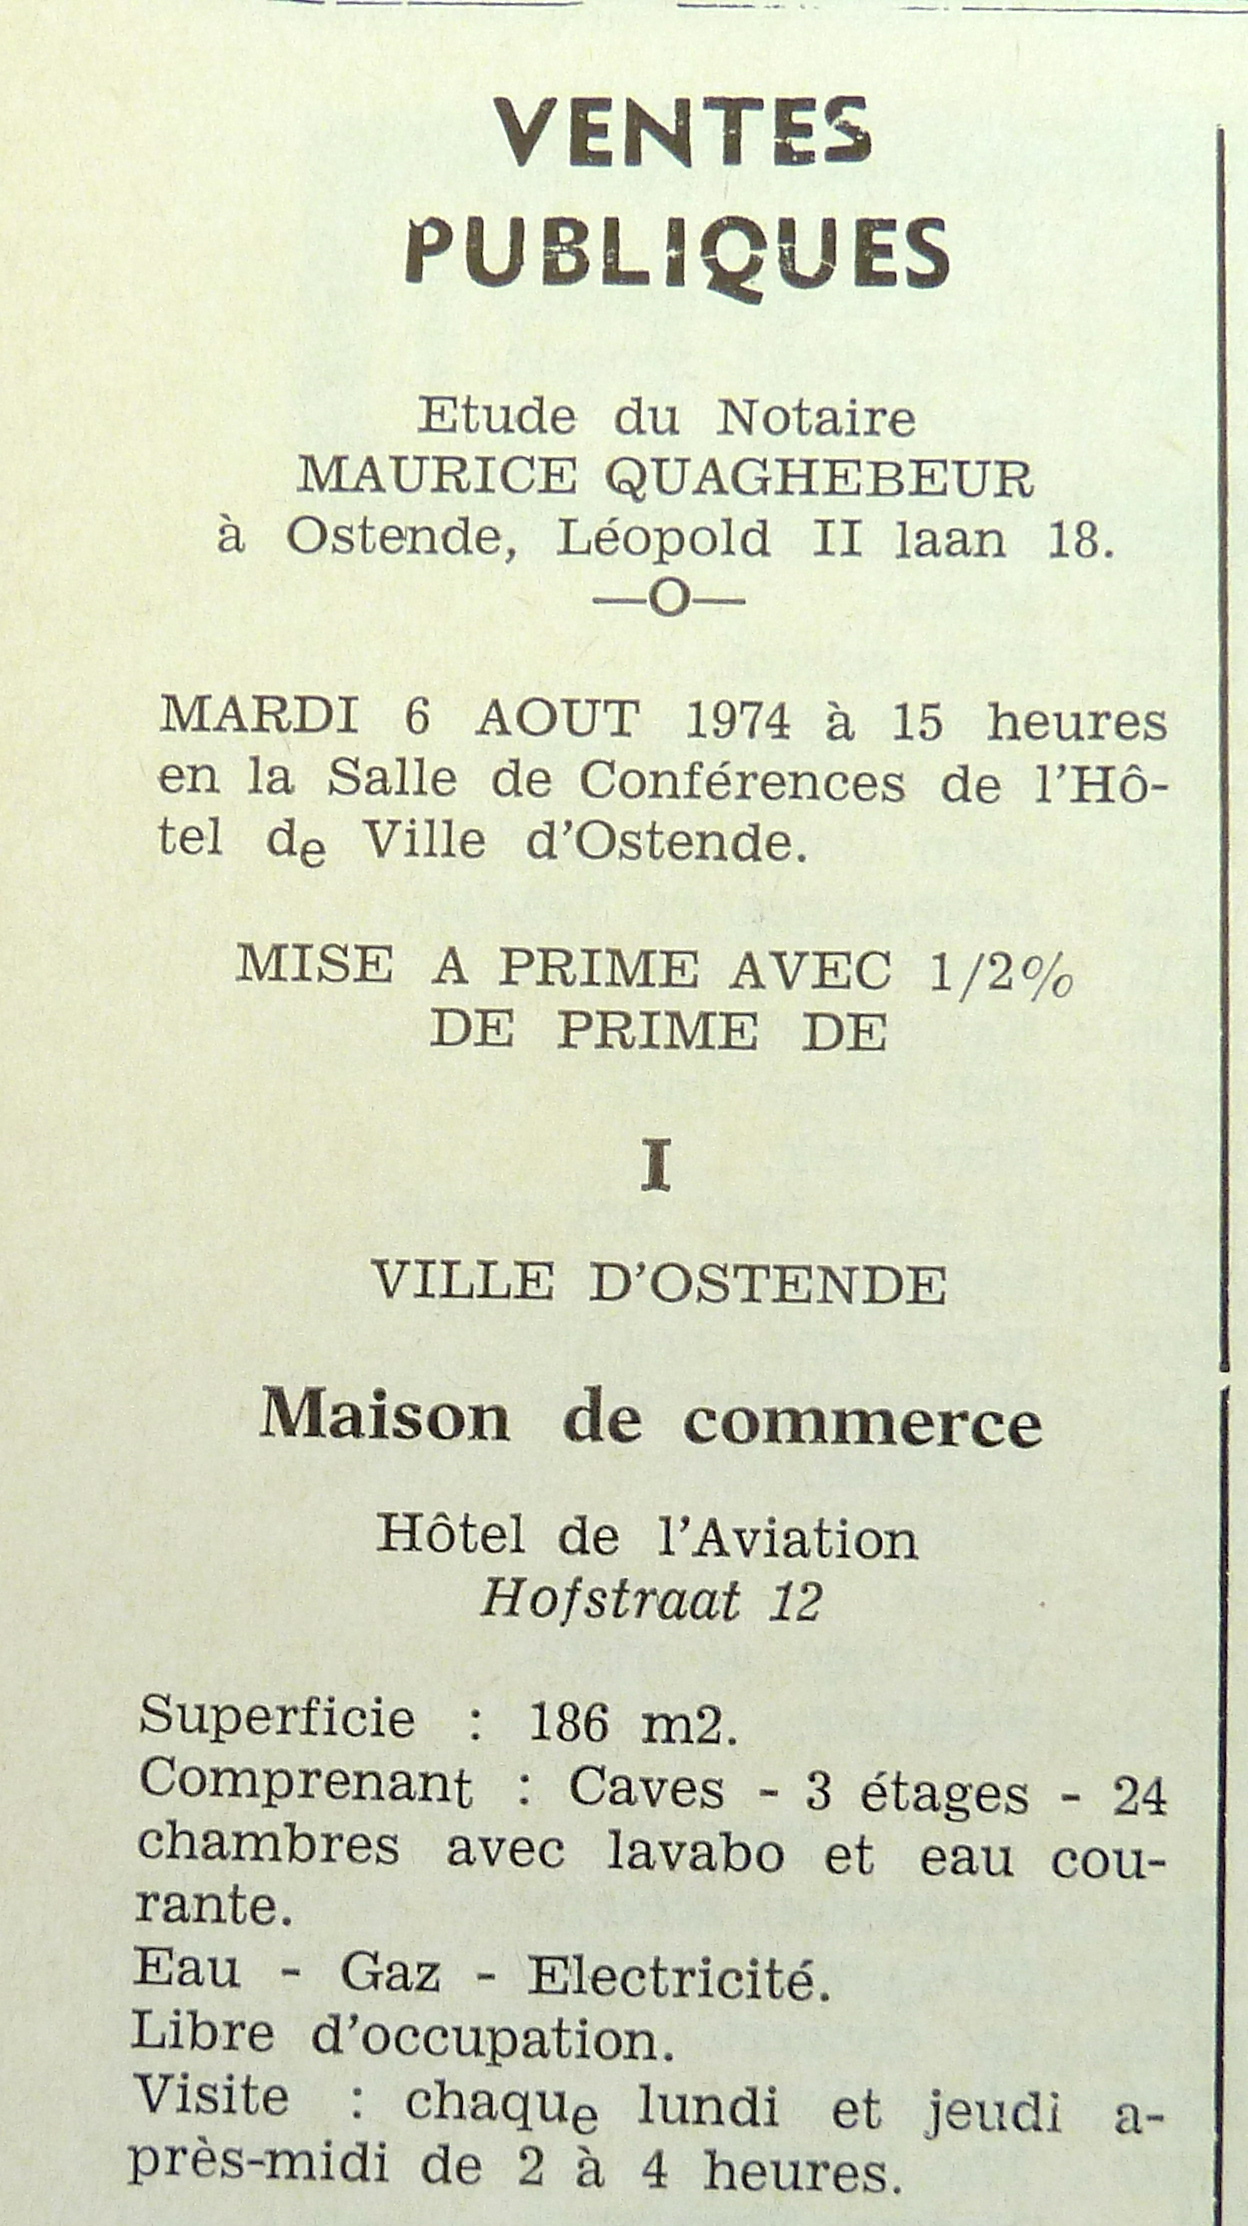 VENTES
PUBLIQUES
Etude du Notaire
MAURICE QUAGHEBEUR
à Ostende, Léopold II laan 18.
—O—
MARDI 6 AOUT 1974 à 15 heures
en la Salle de Conférences de l'Hô-
tel de Ville d'Ostende.
MISE A PRIME AVEC 1/2%
DE PRIME DE
I
VILLE D'OSTENDE
Maison de commerce
Hôtel de l'Aviation
Hofstraat 12
Superficie : 186 m2.
Comprenant : Caves - 3 étages - 24
chambres avec lavabo et eau cou-
rante.
Eau - Gaz - Electricité.
Libre d'occupation.
Visite : chaque lundi et jeudi a-
près-midi de 2 à 4 heures.